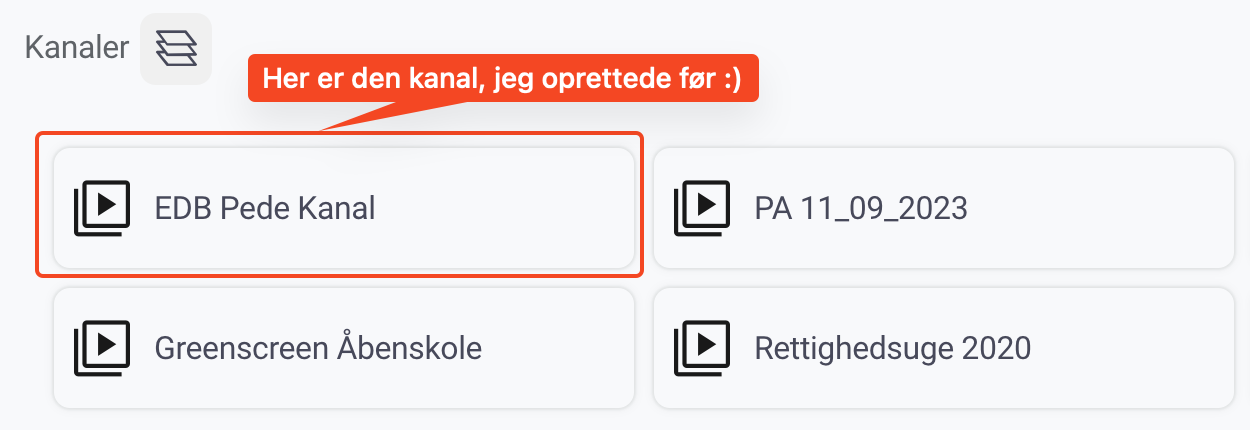 Kanaler
Her er den kanal, jeg oprettede før :)
EDB Pede Kanal
PA 11_09_2023
Greenscreen Åbenskole
Rettighedsuge 2020